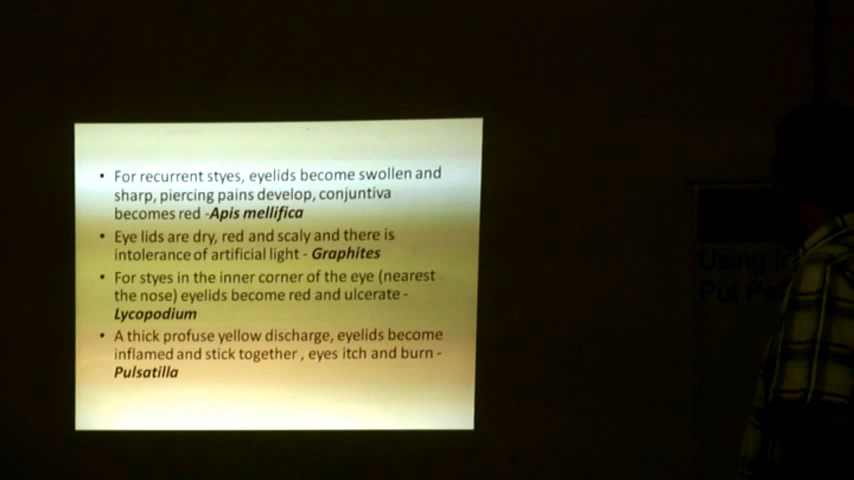 • For recurrent styes, eyelids become swollen and
sharp, piercing pains develop, conjuntiva
becomes red -Apis mellifica
• Eye lids are dry, red and scaly and there is
intolerance of artificial light - Graphites
• For styes in the inner corner of the eye (nearest
the nose) eyelids become red and ulcerate -
Lycopodium
• A thick profuse yellow discharge, eyelids become
inflamed and stick together , eyes itch and burn -
Pulsatilla
Using
Put